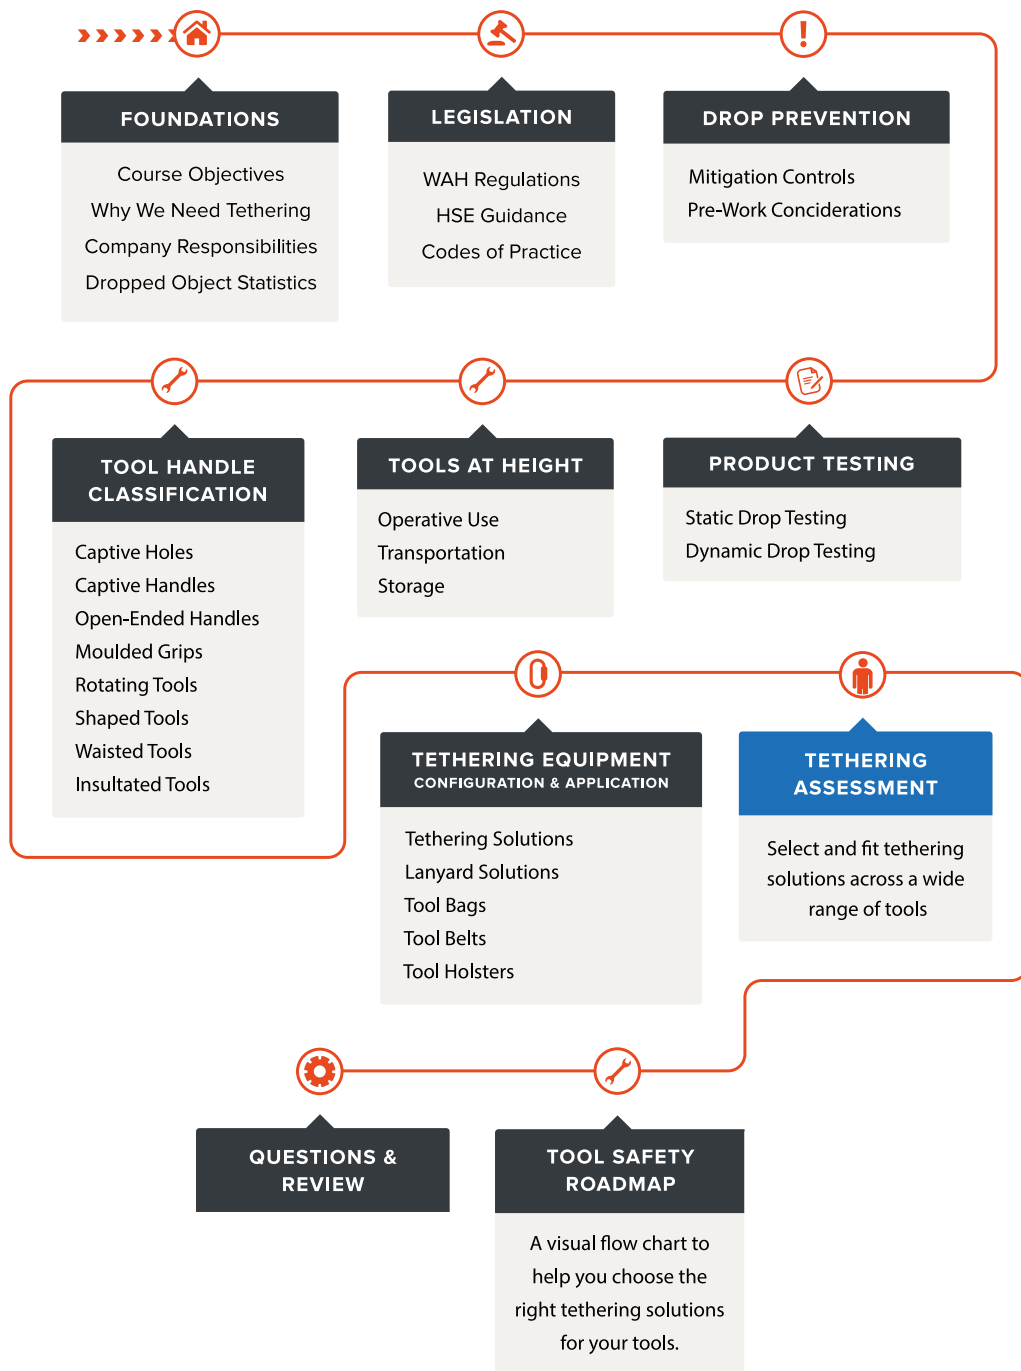 FOUNDATIONS
Course Objectives
Why We Need Tethering
Company Responsibilities
Dropped Object Statistics
LEGISLATION
WAH Regulations
HSE Guidance
Codes of Practice
DROP PREVENTION
Mitigation Controls
Pre-Work Conciderations
PRODUCT TESTING
Static Drop Testing
Dynamic Drop Testing
TOOLS AT HEIGHT
Operative Use
Transportation
Storage
TOOL HANDLE
CLASSIFICATION
Captive Holes
Captive Handles
Open-Ended Handles
Moulded Grips
Rotating Tools
Shaped Tools
Waisted Tools
Insultated Tools
TETHERING EQUIPMENT
CONFIGURATION & APPLICATION
Tethering Solutions
Lanyard Solutions
Tool Bags
Tool Belts
Tool Holsters
TETHERING
ASSESSMENT
Select and fit tethering
solutions across a wide
range of tools
TOOL SAFETY
ROADMAP
A visual flow chart to
help you choose the
right tethering solutions
for your tools.
QUESTIONS &
REVIEW